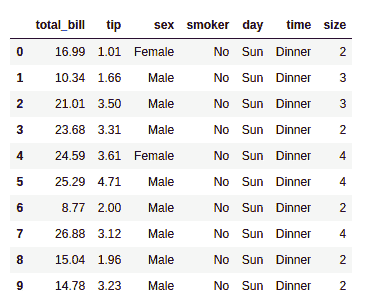 total_bill tip sex smoker day time size
0 16.99 1.01 Female No Sun Dinner 2
1 10.34 1.66 Male No Sun Dinner 3
2 21.01 3.50 Male No Sun Dinner 3
3 23.68 3.31 Male No Sun Dinner 2
4 24.59 3.61 Female No Sun Dinner 4
5 25.29 4.71 Male No Sun Dinner 4
6 8.77 2.00 Male No Sun Dinner 2
7 26.88 3.12 Male No Sun Dinner 4
8 15.04 1.96 Male No Sun Dinner 2
9 14.78 3.23 Male No Sun Dinner 2